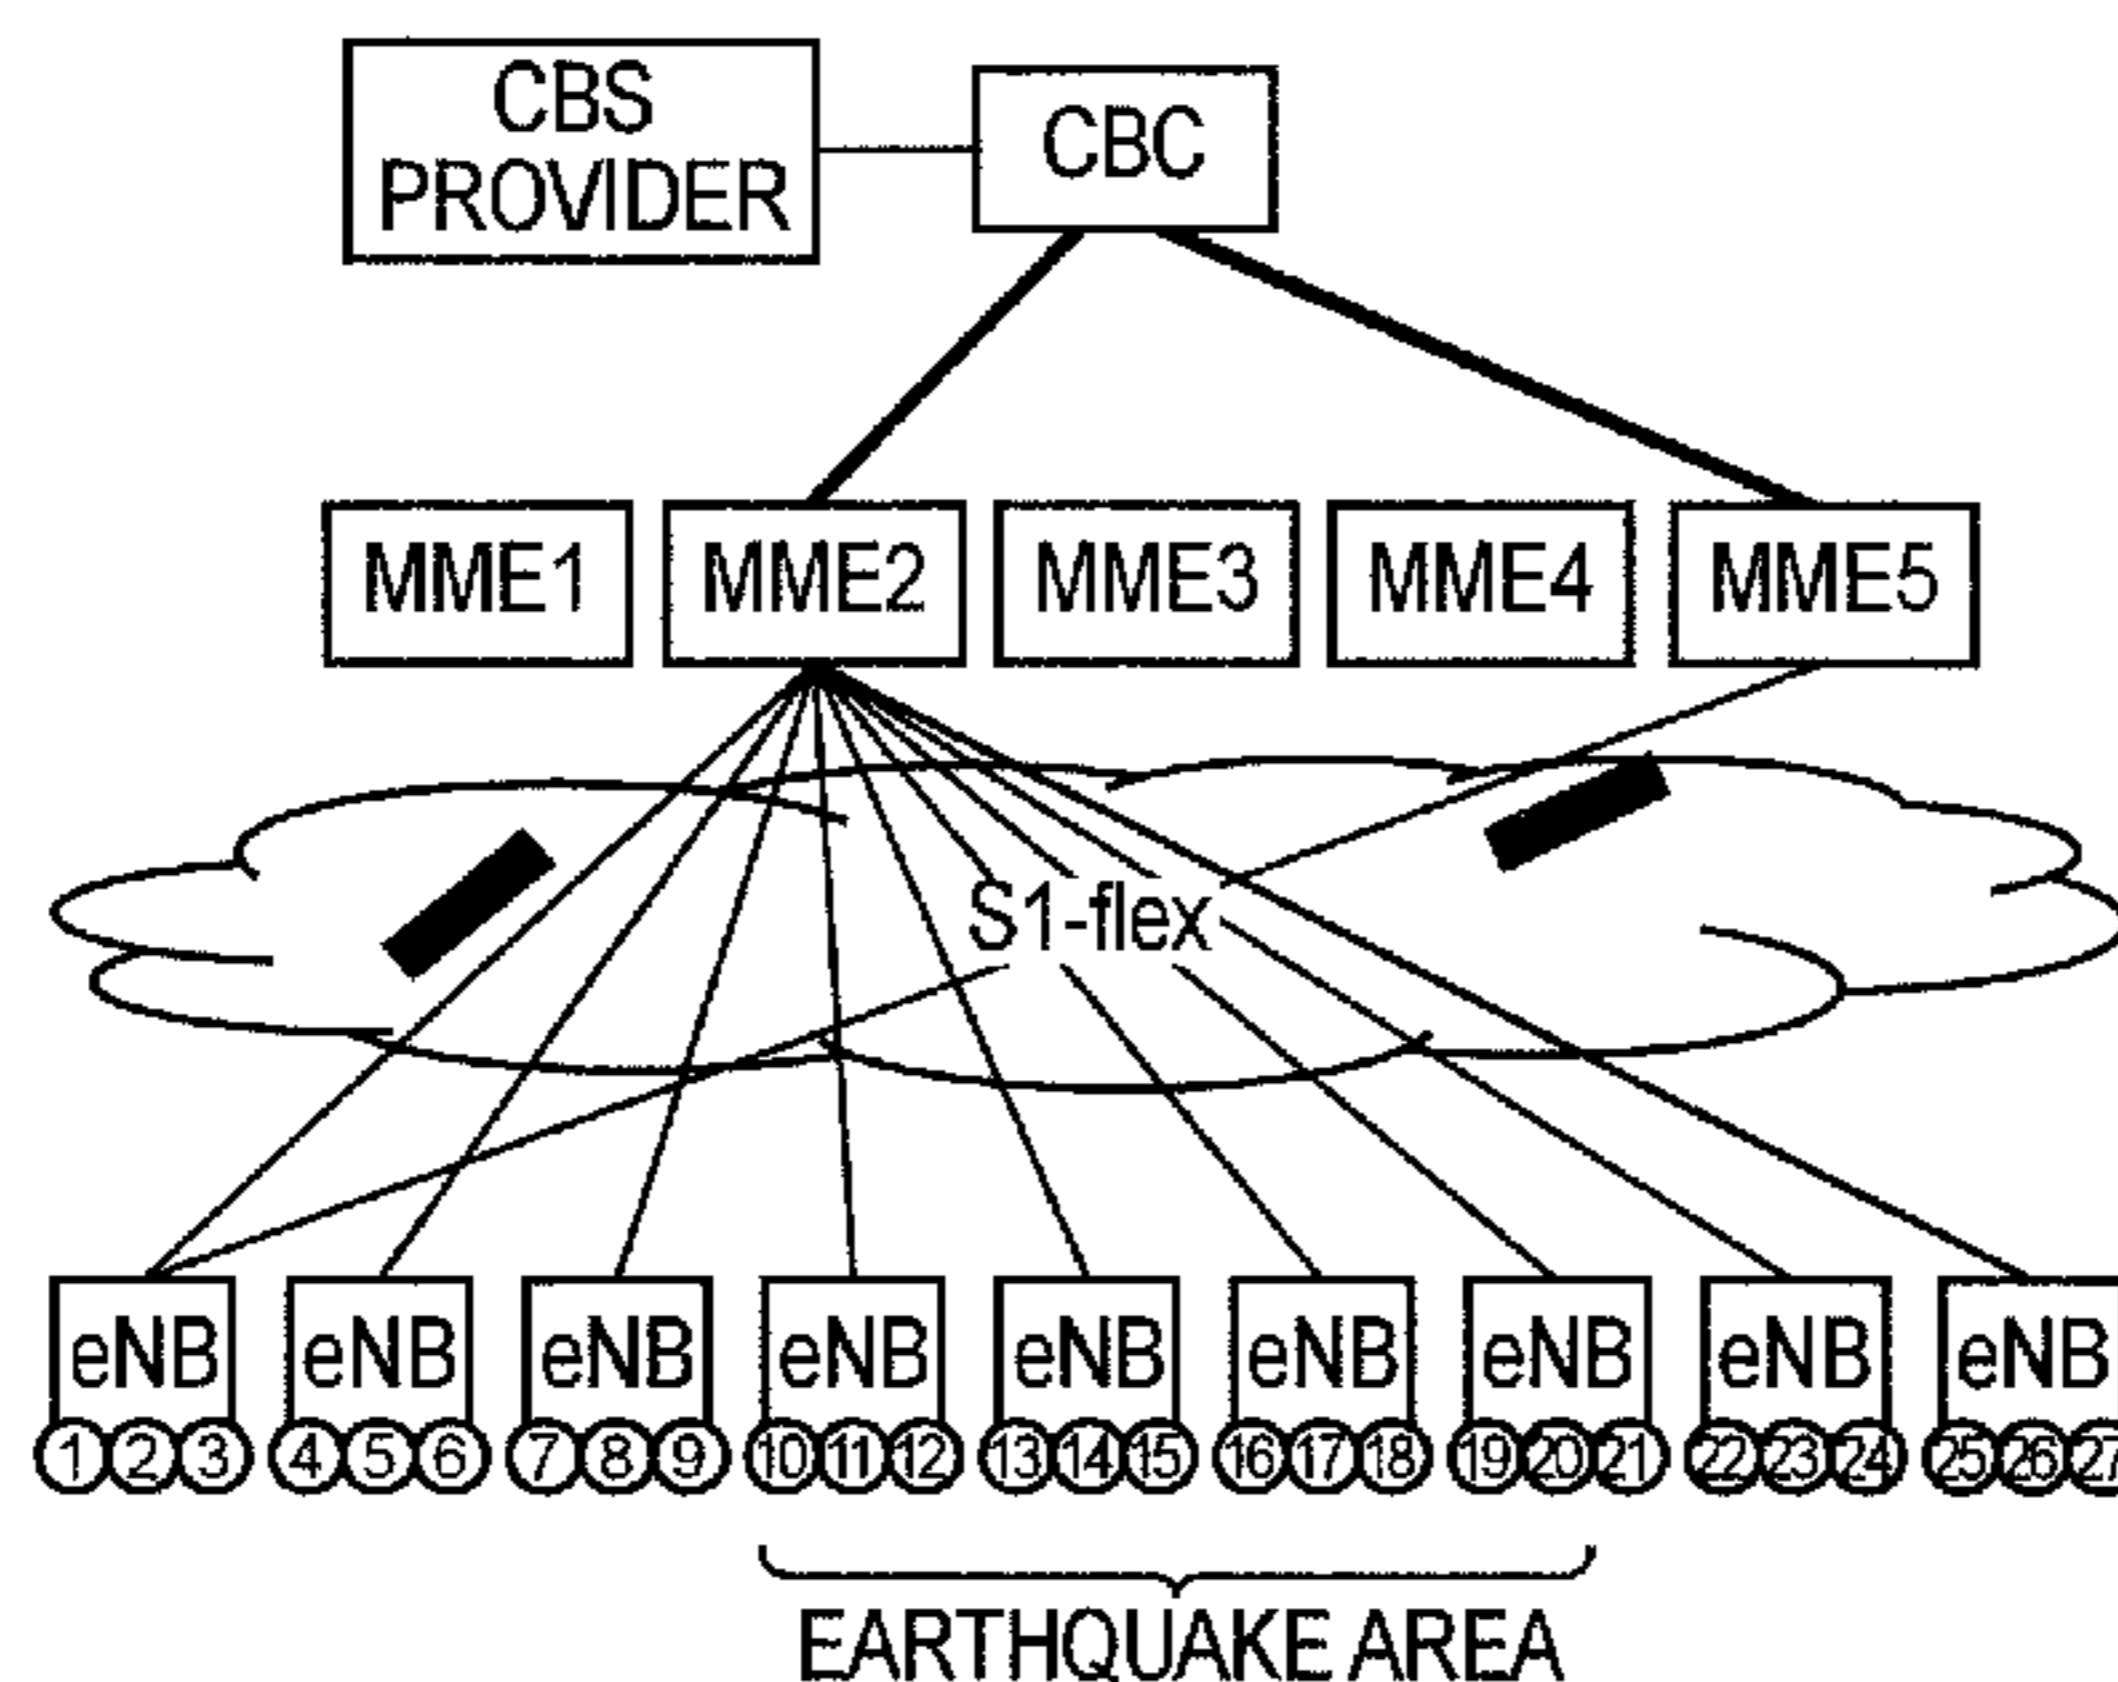 CBS
PROVIDER
CBC
MME1 MME2 MME3 MME4 MME5
S1-flex
eNB eNB eNB eNB eNB eNB eNB eNB eNB
1 2 3 4 5 6 7 8 9 10 11 12 13 14 15 16 17 18 19 20 21 22 23 24 25 26 27
EARTHQUAKE AREA